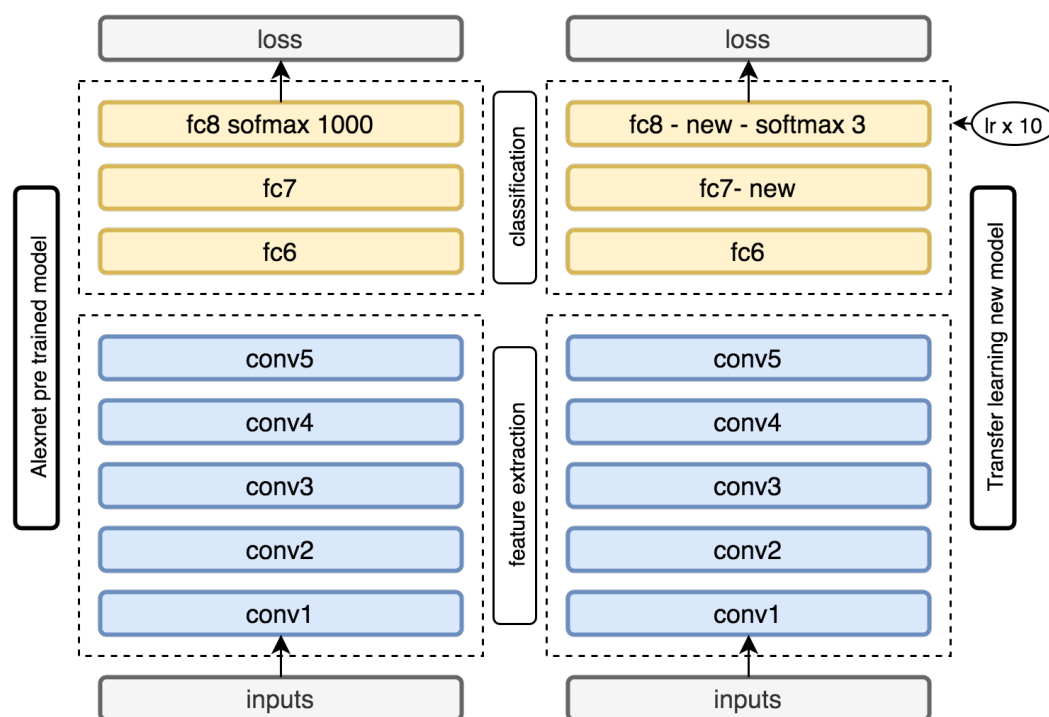 loss
fc8 sofmax 1000
fc7
fc6
conv5
conv4
conv3
conv2
conv1
inputs
Alexnet pre trained model
classification
feature extraction
loss
fc8 - new - softmax 3
fc7- new
fc6
conv5
conv4
conv3
conv2
conv1
inputs
lr x 10
Transfer learning new model